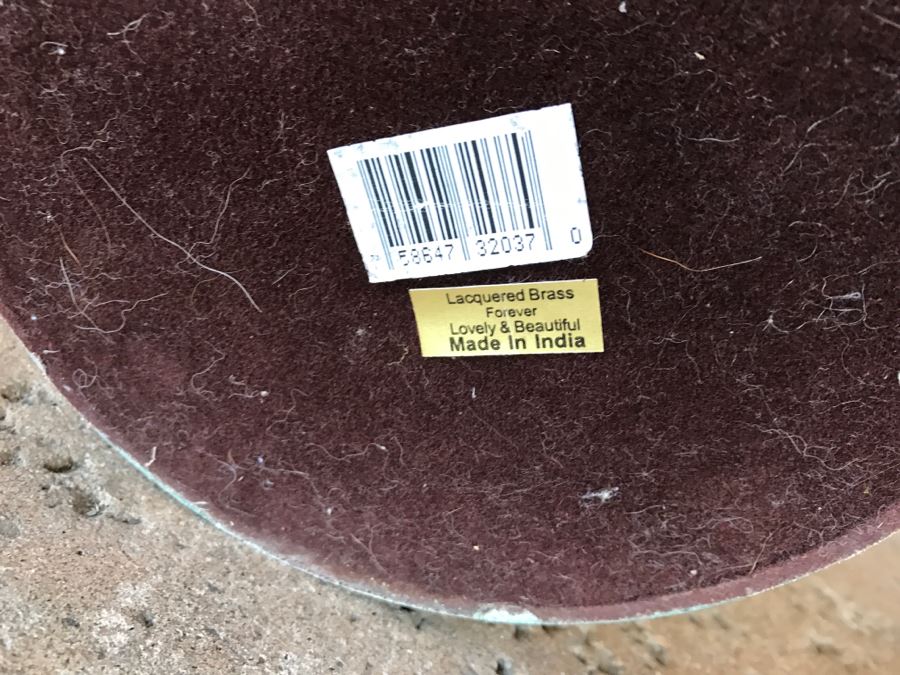 58647 32037 0
Lacquered Brass
Forever
Lovely & Beautiful
Made In India